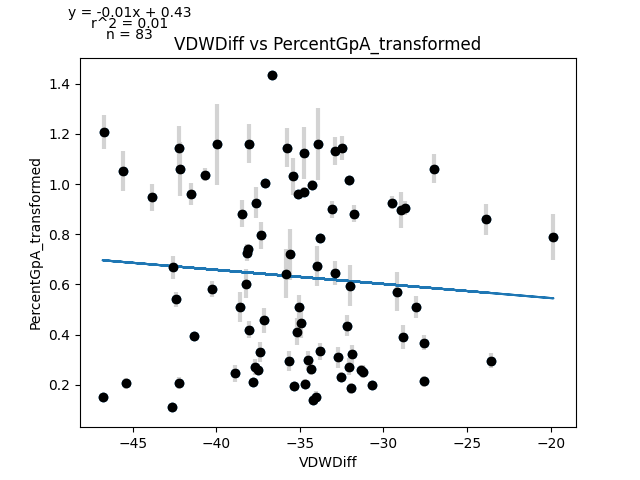 y = -0.01x + 0.43
r^2 = 0.01
n = 83
VDWDiff vs PercentGpA_transformed
PercentGpA_transformed
1.4
1.2
1.0
0.8
0.6
0.4
0.2
−45
−40
−35
−30
−25
−20
VDWDiff